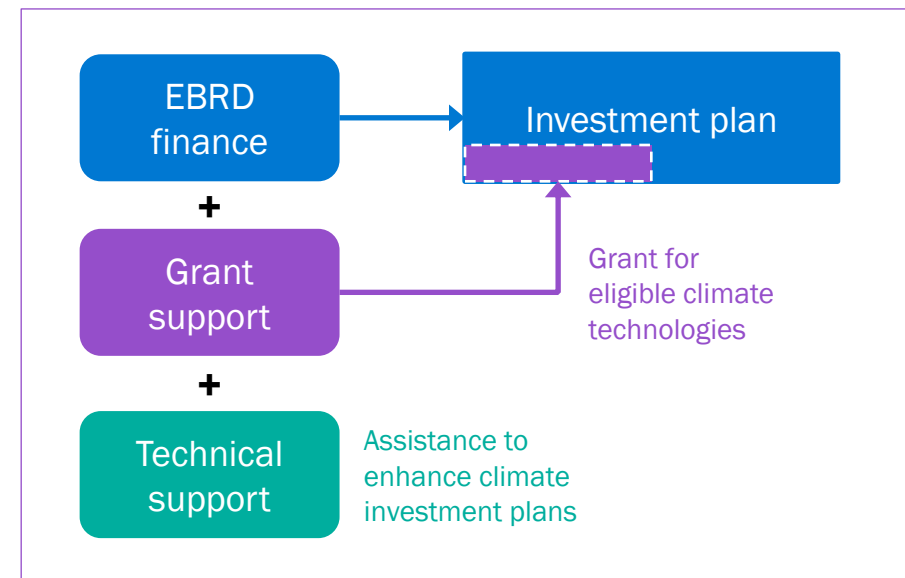 EBRD
finance
Investment plan
+
Grant
support
Grant for
eligible climate
technologies
+
Technical
support
Assistance to
enhance climate
investment plans